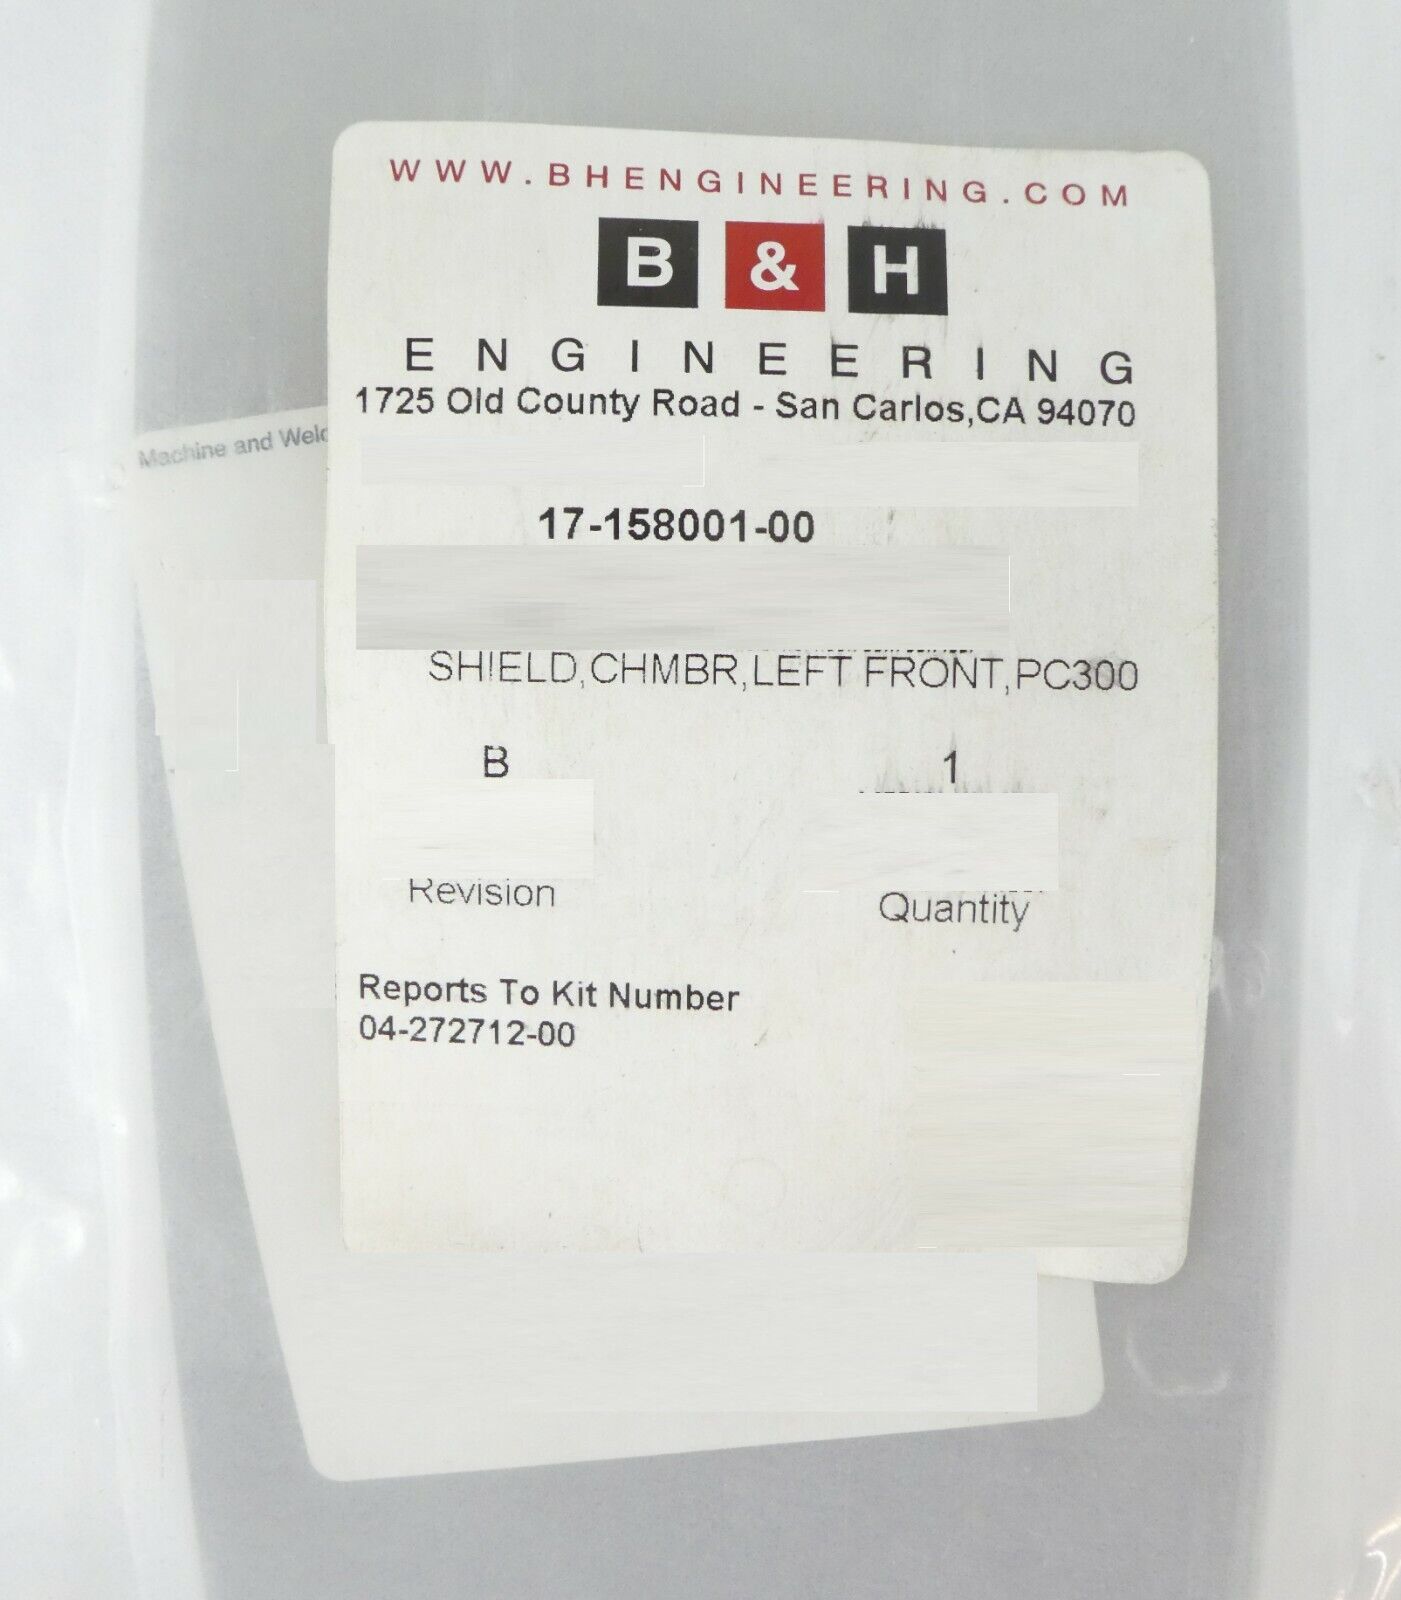 WWW.BHENGINEERING.COM
B & H
ENGINEERING
1725 Old County Road - San Carlos,CA 94070
Machine and
17-158001-00
SHIELD,CHMBR,LEFT FRONT,PC300
B 1
Revision Quantity
Reports To Kit Number
04-272712-00